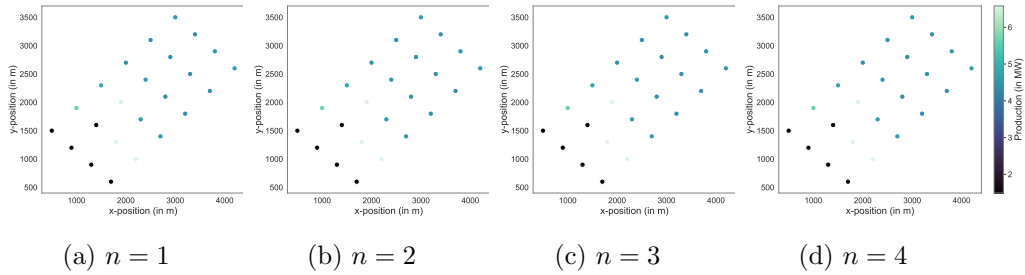 3500
3000
2500
2000
1500
1000
500
y-position (in m)
1000 2000 3000 4000
x-position (in m)
(a) n = 1
3500
3000
2500
2000
1500
1000
500
y-position (in m)
1000 2000 3000 4000
x-position (in m)
(b) n = 2
3500
3000
2500
2000
1500
1000
500
y-position (in m)
1000 2000 3000 4000
x-position (in m)
(c) n = 3
3500
3000
2500
2000
1500
1000
500
y-position (in m)
1000 2000 3000 4000
x-position (in m)
(d) n = 4
6
5
4
3
2
Production (in MW)